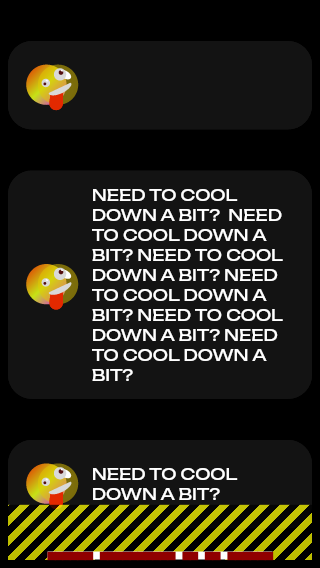 NEED TO COOL
DOWN A BIT?  NEED
TO COOL DOWN A
BIT? NEED TO COOL
DOWN A BIT? NEED
TO COOL DOWN A
BIT? NEED TO COOL
DOWN A BIT? NEED
TO COOL DOWN A
BIT?
NEED TO COOL
DOWN A BIT?